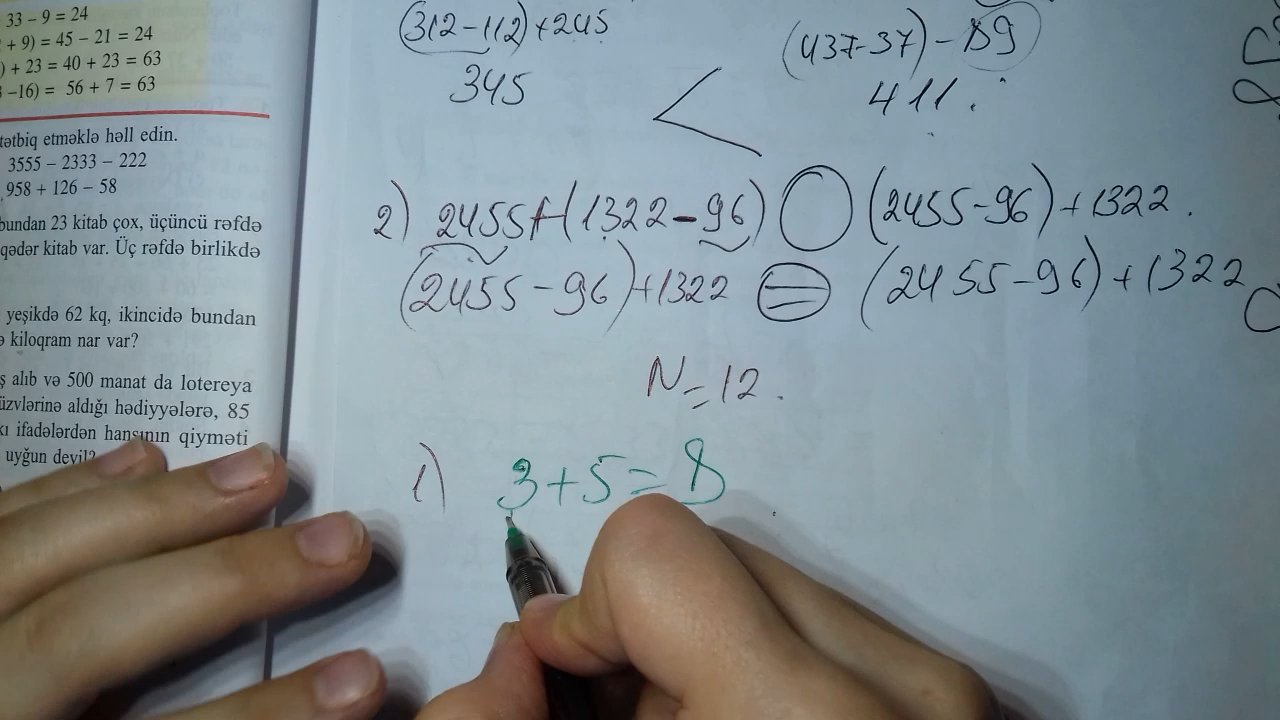 33 – 9 = 24
+ 9) = 45 – 21 = 24
) + 23 = 40 + 23 = 63
–16) = 56 + 7 = 63
tətbiq etməklə həll edin.
3555 – 2333 – 222
958 + 126 – 58
bundan 23 kitab çox, üçüncü rəfdə
qədər kitab var. Üç rəfdə birlikdə
yeşikdə 62 kq, ikincidə bundan
ə kiloqram nar var?
ş alıb və 500 manat da lotereya
üzvlərinə aldığı hədiyyələrə, 85
kı ifadələrdən hansının qiyməti
uyğun deyil?
(312-112)+245 (437-37)-89
345 < 411.
2) 2455+(1322-96) (2455-96)+1322.
(2455-96)+1322 = (2455-96)+1322
N=12.
1) 3+5=8